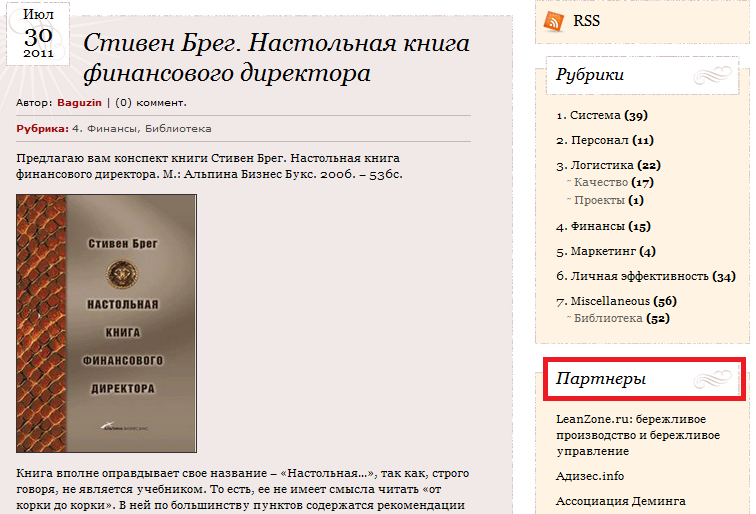 Июл
30
2011
Стивен Брег. Настольная книга
финансового директора
Автор: Baguzin | (0) коммент.
Рубрика: 4. Финансы, Библиотека
Предлагаю вам конспект книги Стивен Брег. Настольная книга
финансового директора. М.: Альпина Бизнес Букс. 2006. – 536с.
Стивен Брег
НАСТОЛЬНАЯ
КНИГА
ФИНАНСОВОГО
ДИРЕКТОРА
АЛЬПИНА БИЗНЕС БУКС
Книга вполне оправдывает свое название – «Настольная…», так как, строго
говоря, не является учебником. То есть, ее не имеет смысла читать «от
корки до корки». В ней по большинству пунктов содержатся рекомендации
RSS
Рубрики
1. Система (39)
2. Персонал (11)
3. Логистика (22)
~ Качество (17)
~ Проекты (1)
4. Финансы (15)
5. Маркетинг (4)
6. Личная эффективность (34)
7. Miscellaneous (56)
~ Библиотека (52)
Партнеры
LeanZone.ru: бережливое
производство и бережливое
управление
Адизес.info
Ассоциация Деминга